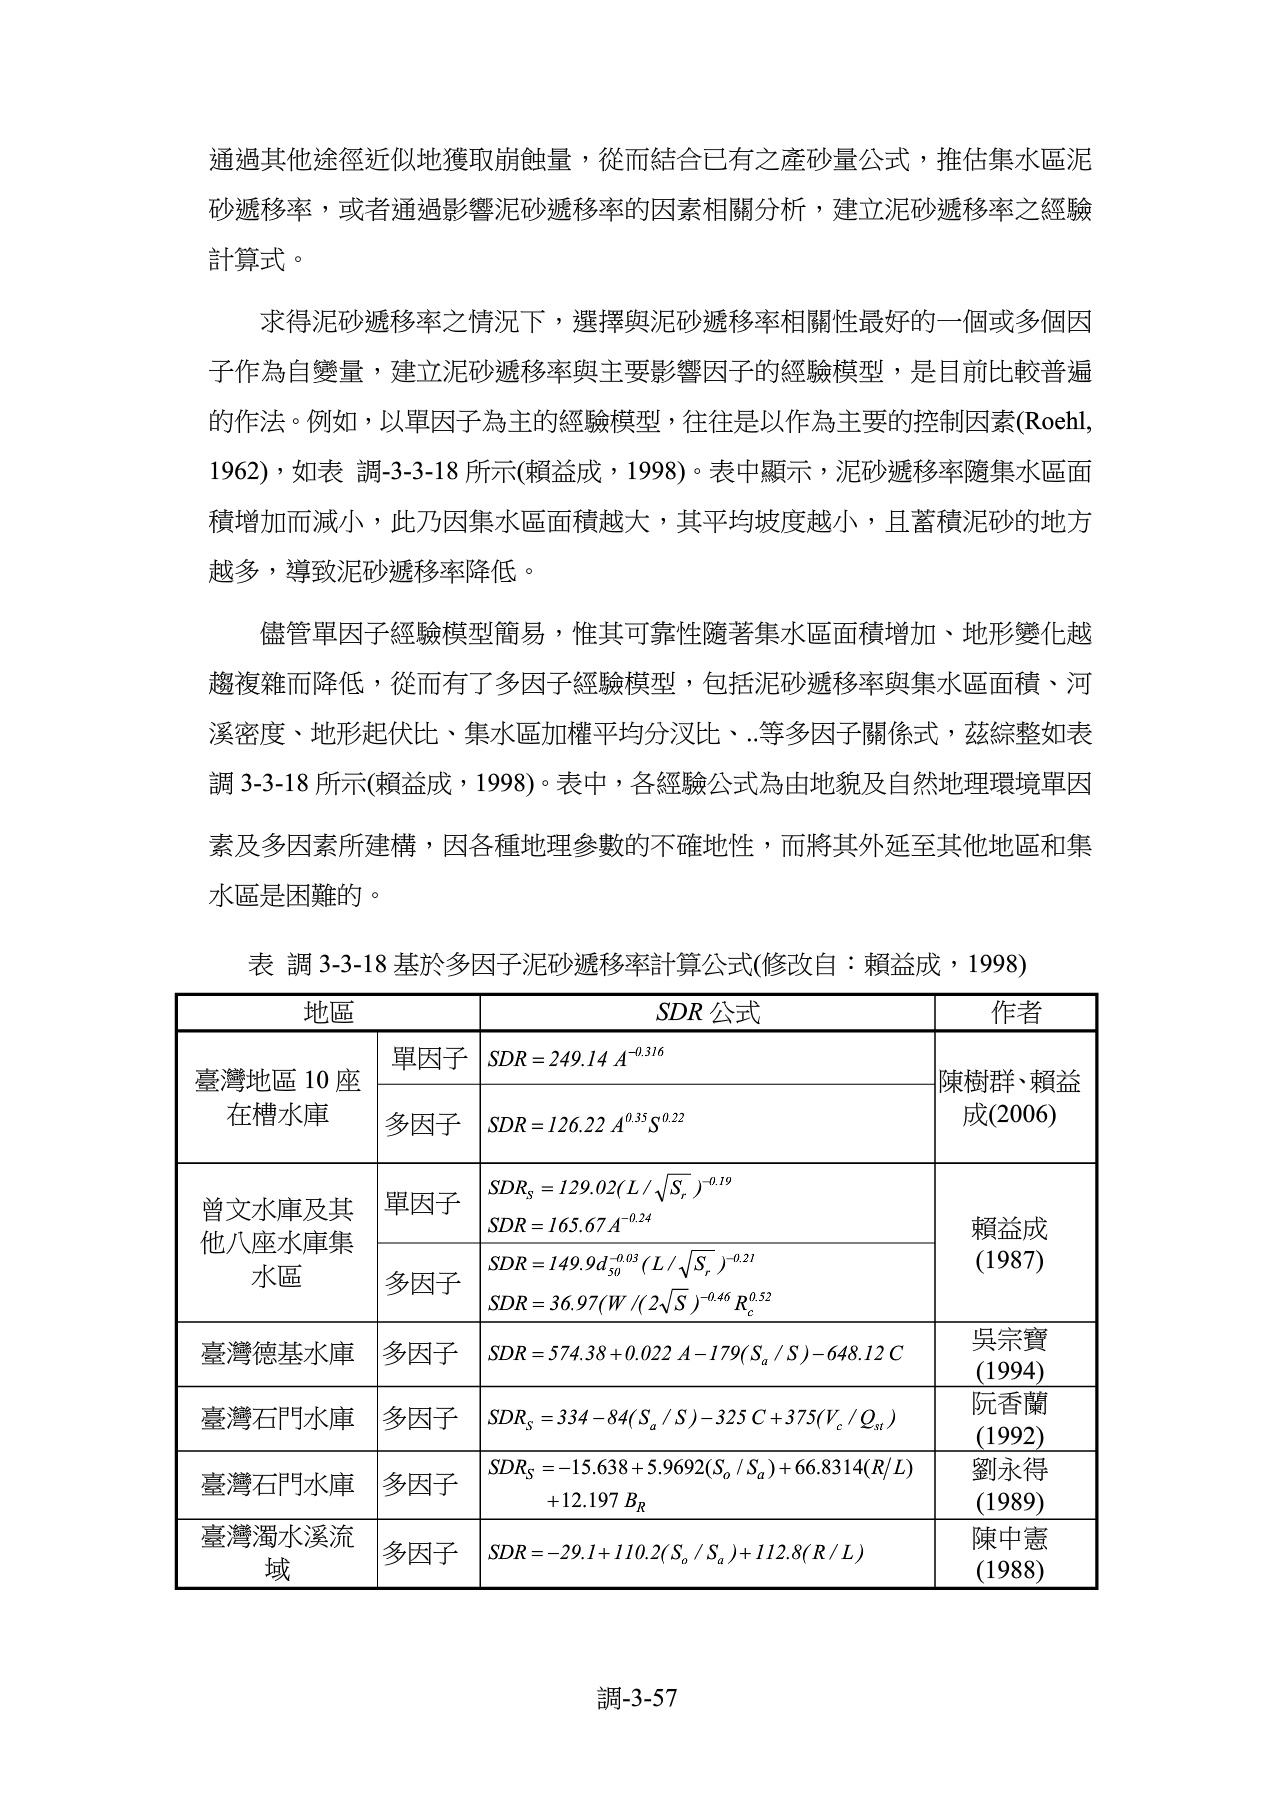 通過其他途徑近似地獲取崩蝕量，從而結合已有之產砂量公式，推估集水區泥
砂遞移率，或者通過影響泥砂遞移率的因素相關分析，建立泥砂遞移率之經驗
計算式。
求得泥砂遞移率之情況下，選擇與泥砂遞移率相關性最好的一個或多個因
子作為自變量，建立泥砂遞移率與主要影響因子的經驗模型，是目前比較普遍
的作法。例如，以單因子為主的經驗模型，往往是以作為主要的控制因素(Roehl,
1962)，如表 調-3-3-18 所示(賴益成，1998)。表中顯示，泥砂遞移率隨集水區面
積增加而減小，此乃因集水區面積越大，其平均坡度越小，且蓄積泥砂的地方
越多，導致泥砂遞移率降低。
儘管單因子經驗模型簡易，惟其可靠性隨著集水區面積增加、地形變化越
趨複雜而降低，從而有了多因子經驗模型，包括泥砂遞移率與集水區面積、河
溪密度、地形起伏比、集水區加權平均分汊比、..等多因子關係式，茲綜整如表
調 3-3-18 所示(賴益成，1998)。表中，各經驗公式為由地貌及自然地理環境單因
素及多因素所建構，因各種地理參數的不確地性，而將其外延至其他地區和集
水區是困難的。
表 調 3-3-18 基於多因子泥砂遞移率計算公式(修改自：賴益成，1998)
地區 SDR 公式 作者
臺灣地區 10 座
在槽水庫
單因子 SDR = 249.14 A^{-0.316}
多因子 SDR = 126.22 A^{0.35} S^{0.22}
陳樹群、賴益
成(2006)
曾文水庫及其
他八座水庫集
水區
單因子 SDR_S = 129.02( L / √S_r )^{-0.19}
SDR = 165.67 A^{-0.24}
多因子 SDR = 149.9d_{50}^{-0.03} ( L / √S_r )^{-0.21}
SDR = 36.97(W /( 2√S )^{-0.46} R_c^{0.52}
賴益成
(1987)
臺灣德基水庫 多因子 SDR = 574.38 + 0.022 A − 179( S_a / S ) − 648.12 C
吳宗寶
(1994)
臺灣石門水庫 多因子 SDR_S = 334 − 84( S_a / S ) − 325 C + 375( V_c / Q_{st} )
阮香蘭
(1992)
臺灣石門水庫 多因子 SDR_S = −15.638 + 5.9692(S_o / S_a) + 66.8314(R/L)
+12.197 B_R
劉永得
(1989)
臺灣濁水溪流
域
多因子 SDR = −29.1 + 110.2( S_o / S_a ) + 112.8( R / L )
陳中憲
(1988)
調-3-57